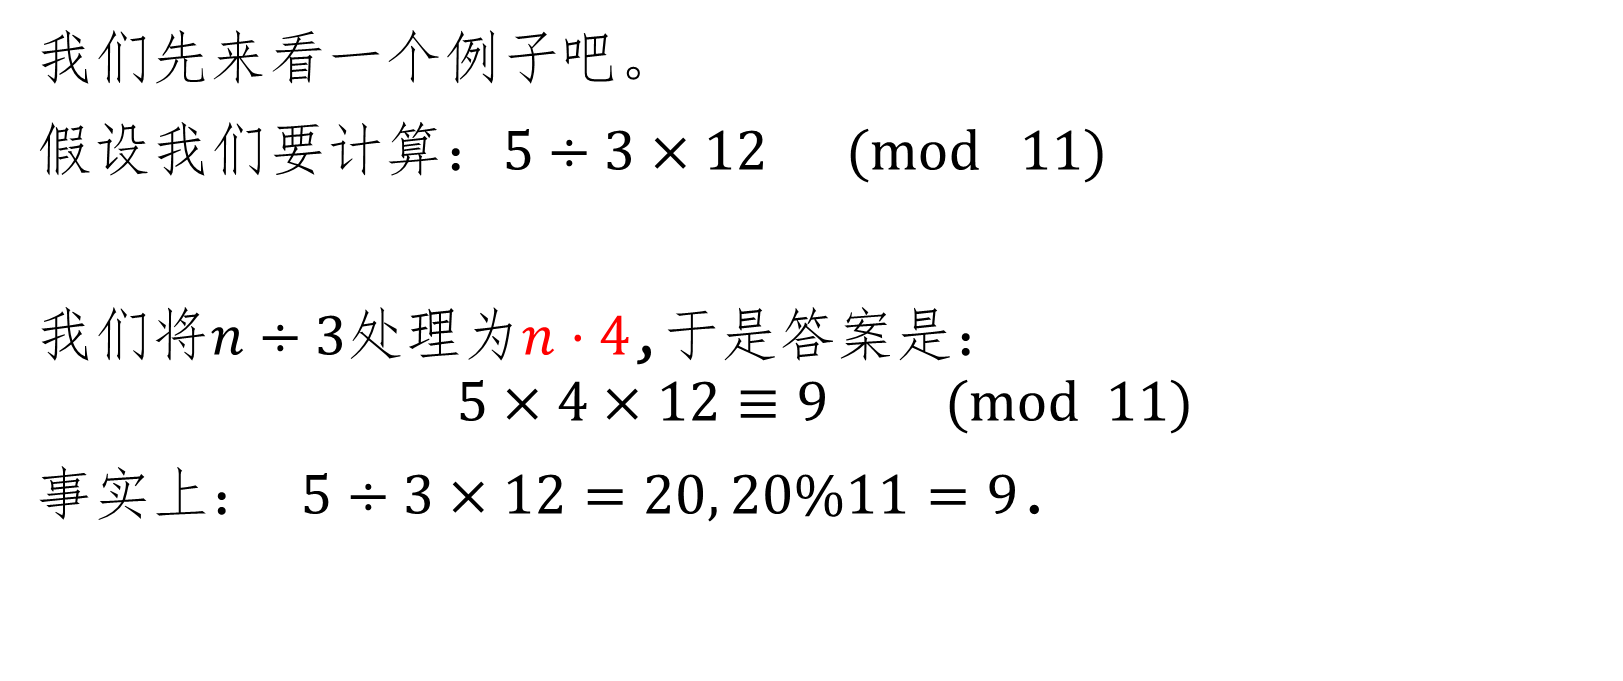 我们先来看一个例子吧。
假设我们要计算：5 ÷ 3 × 12 (mod 11)
我们将n ÷ 3处理为n · 4,于是答案是：
5 × 4 × 12 ≡ 9 (mod 11)
事实上： 5 ÷ 3 × 12 = 20, 20%11 = 9.